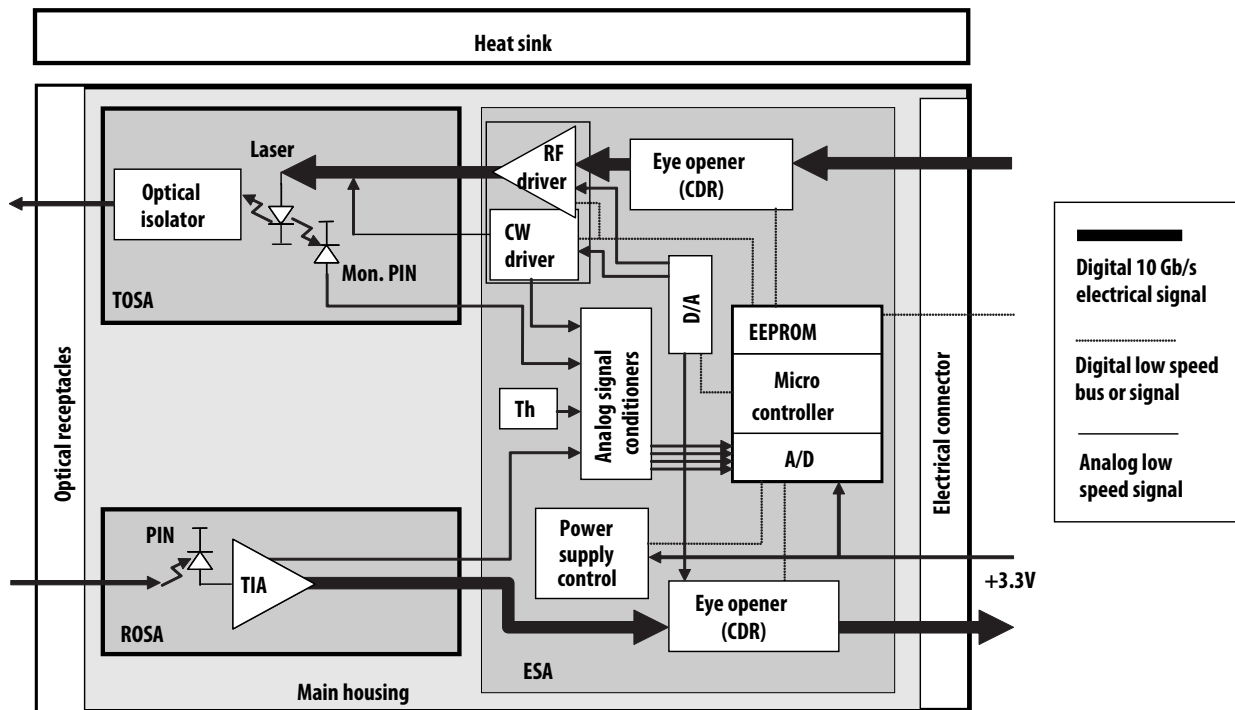 Heat sink
Optical receptacles
Laser
Optical
isolator
Mon. PIN
TOSA
RF
driver
CW
driver
Eye opener
(CDR)
D/A
EEPROM
Micro
controller
A/D
Analog signal
conditioners
Th
Power
supply
control
PIN
TIA
ROSA
Eye opener
(CDR)
ESA
Main housing
Electrical connector
+3.3V
Digital 10 Gb/s
electrical signal
Digital low speed
bus or signal
Analog low
speed signal